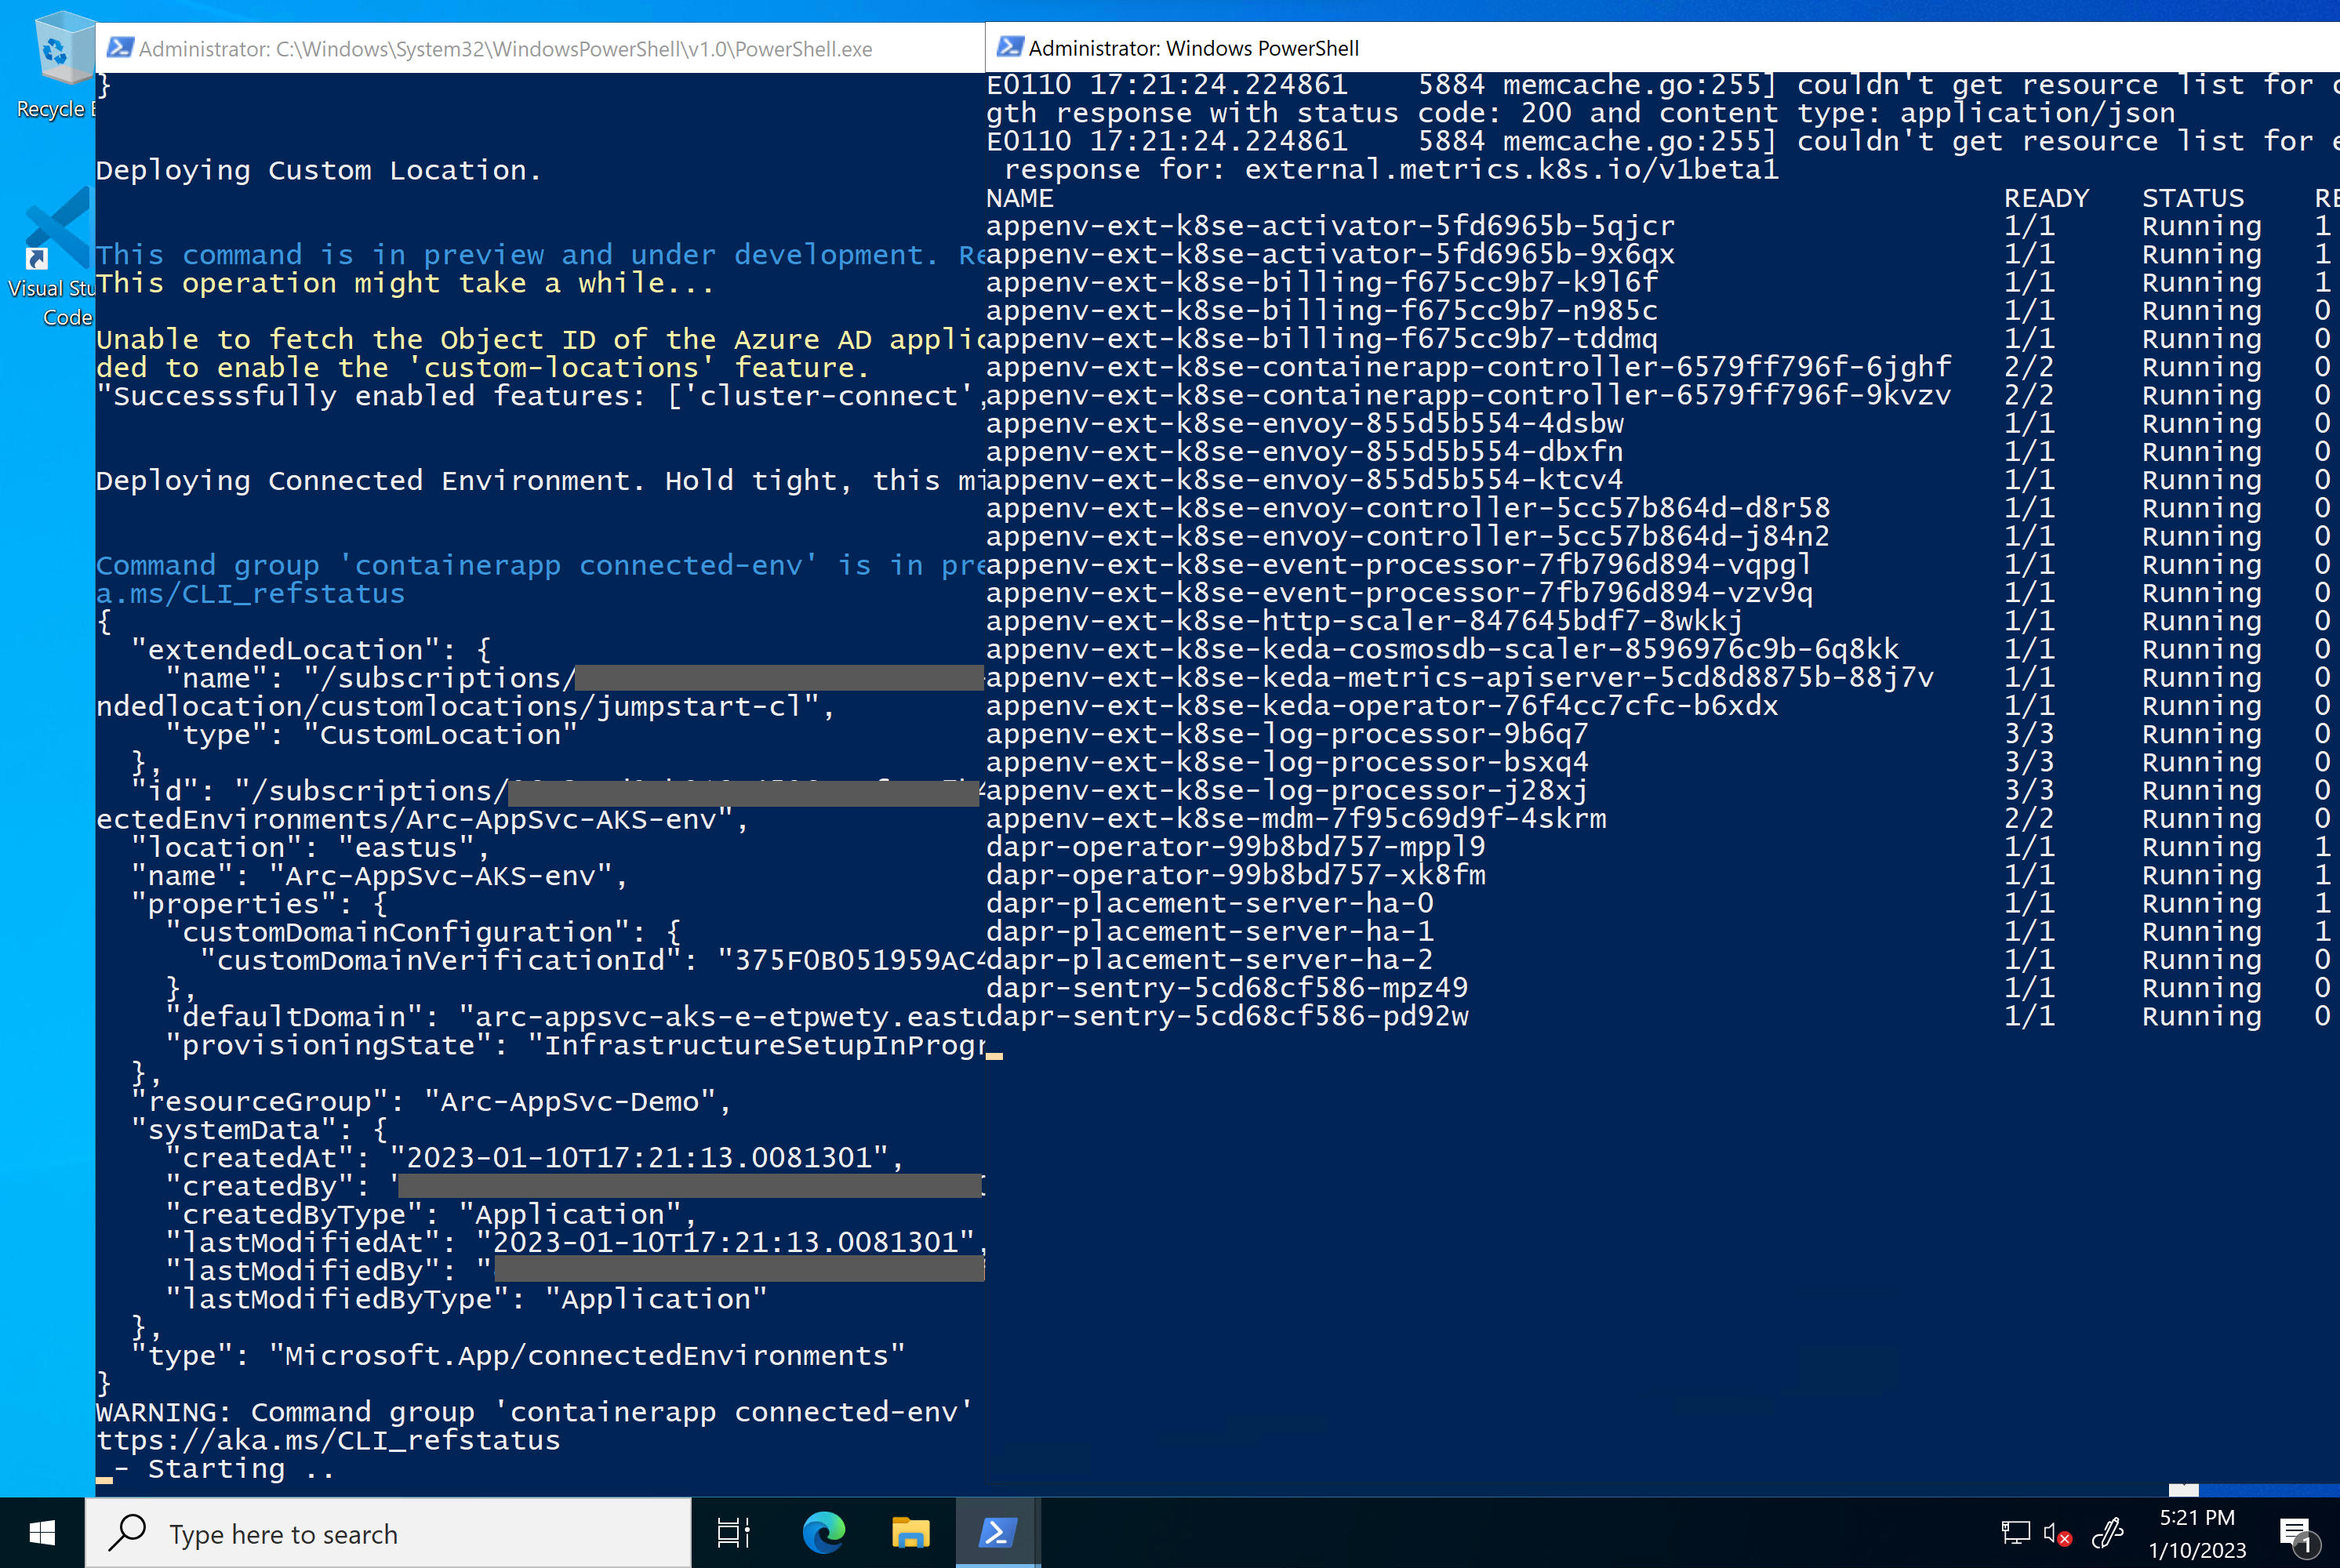 Recycle B
Visual Stu
Code
Administrator: C:\Windows\System32\WindowsPowerShell\v1.0\PowerShell.exe
}
Deploying Custom Location.
This command is in preview and under development. Re
This operation might take a while...
Unable to fetch the Object ID of the Azure AD applic
ded to enable the 'custom-locations' feature.
"Successsfully enabled features: ['cluster-connect',
Deploying Connected Environment. Hold tight, this mi
Command group 'containerapp connected-env' is in pre
a.ms/CLI_refstatus
{
"extendedLocation": {
"name": "/subscriptions/
ndedlocation/customlocations/jumpstart-cl",
"type": "CustomLocation"
},
"id": "/subscriptions/
ectedEnvironments/Arc-AppSvc-AKS-env",
"location": "eastus",
"name": "Arc-AppSvc-AKS-env",
"properties": {
"customDomainConfiguration": {
"customDomainVerificationId": "375F0B051959AC4
},
"defaultDomain": "arc-appsvc-aks-e-etpwety.eastu
"provisioningState": "InfrastructureSetupInProgr
},
"resourceGroup": "Arc-AppSvc-Demo",
"systemData": {
"createdAt": "2023-01-10T17:21:13.0081301",
"createdBy": "
"createdByType": "Application",
"lastModifiedAt": "2023-01-10T17:21:13.0081301",
"lastModifiedBy": "
"lastModifiedByType": "Application"
},
"type": "Microsoft.App/connectedEnvironments"
}
WARNING: Command group 'containerapp connected-env'
ttps://aka.ms/CLI_refstatus
- Starting ..
Administrator: Windows PowerShell
E0110 17:21:24.224861 5884 memcache.go:255] couldn't get resource list for c
gth response with status code: 200 and content type: application/json
E0110 17:21:24.224861 5884 memcache.go:255] couldn't get resource list for e
response for: external.metrics.k8s.io/v1beta1
NAME READY STATUS RE
appenv-ext-k8se-activator-5fd6965b-5qjcr 1/1 Running 1
appenv-ext-k8se-activator-5fd6965b-9x6qx 1/1 Running 1
appenv-ext-k8se-billing-f675cc9b7-k9l6f 1/1 Running 1
appenv-ext-k8se-billing-f675cc9b7-n985c 1/1 Running 0
appenv-ext-k8se-billing-f675cc9b7-tddmq 1/1 Running 0
appenv-ext-k8se-containerapp-controller-6579ff796f-6jghf 2/2 Running 0
appenv-ext-k8se-containerapp-controller-6579ff796f-9kvzv 2/2 Running 0
appenv-ext-k8se-envoy-855d5b554-4dsbw 1/1 Running 0
appenv-ext-k8se-envoy-855d5b554-dbxfn 1/1 Running 0
appenv-ext-k8se-envoy-855d5b554-ktcv4 1/1 Running 0
appenv-ext-k8se-envoy-controller-5cc57b864d-d8r58 1/1 Running 0
appenv-ext-k8se-envoy-controller-5cc57b864d-j84n2 1/1 Running 0
appenv-ext-k8se-event-processor-7fb796d894-vqpgl 1/1 Running 0
appenv-ext-k8se-event-processor-7fb796d894-vzv9q 1/1 Running 0
appenv-ext-k8se-http-scaler-847645bdf7-8wkkj 1/1 Running 0
appenv-ext-k8se-keda-cosmosdb-scaler-8596976c9b-6q8kk 1/1 Running 0
appenv-ext-k8se-keda-metrics-apiserver-5cd8d8875b-88j7v 1/1 Running 0
appenv-ext-k8se-keda-operator-76f4cc7cfc-b6xdx 1/1 Running 0
appenv-ext-k8se-log-processor-9b6q7 3/3 Running 0
appenv-ext-k8se-log-processor-bsxq4 3/3 Running 0
appenv-ext-k8se-log-processor-j28xj 3/3 Running 0
appenv-ext-k8se-mdm-7f95c69d9f-4skrm 2/2 Running 0
dapr-operator-99b8bd757-mppl9 1/1 Running 1
dapr-operator-99b8bd757-xk8fm 1/1 Running 1
dapr-placement-server-ha-0 1/1 Running 1
dapr-placement-server-ha-1 1/1 Running 1
dapr-placement-server-ha-2 1/1 Running 0
dapr-sentry-5cd68cf586-mpz49 1/1 Running 0
dapr-sentry-5cd68cf586-pd92w 1/1 Running 0
Type here to search
5:21 PM
1/10/2023
1